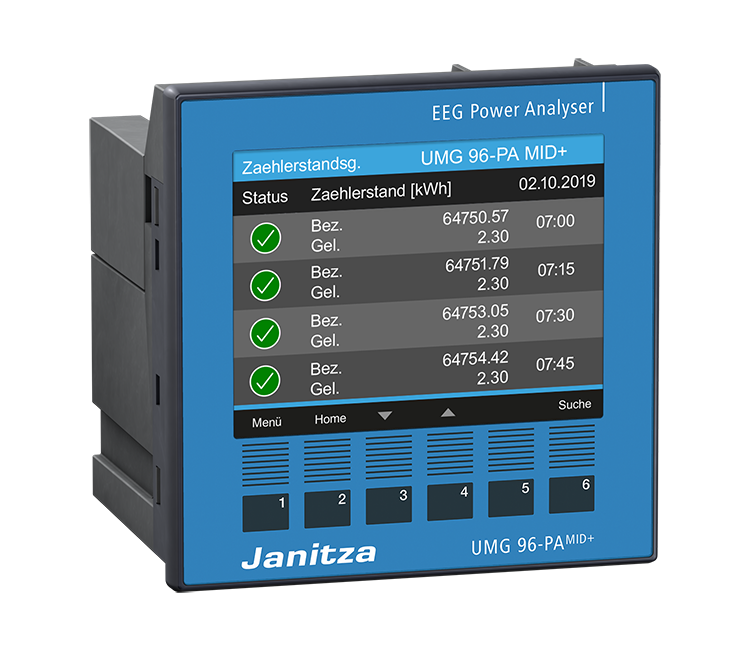 EEG Power Analyser
Zaehlerstandsg. UMG 96-PA MID+
Status Zaehlerstand [kWh] 02.10.2019
Bez. 64750.57 07:00
Gel. 2.30
Bez. 64751.79 07:15
Gel. 2.30
Bez. 64753.05 07:30
Gel. 2.30
Bez. 64754.42 07:45
Gel. 2.30
Menü Home Suche
1 2 3 4 5 6
Janitza UMG 96-PA MID+